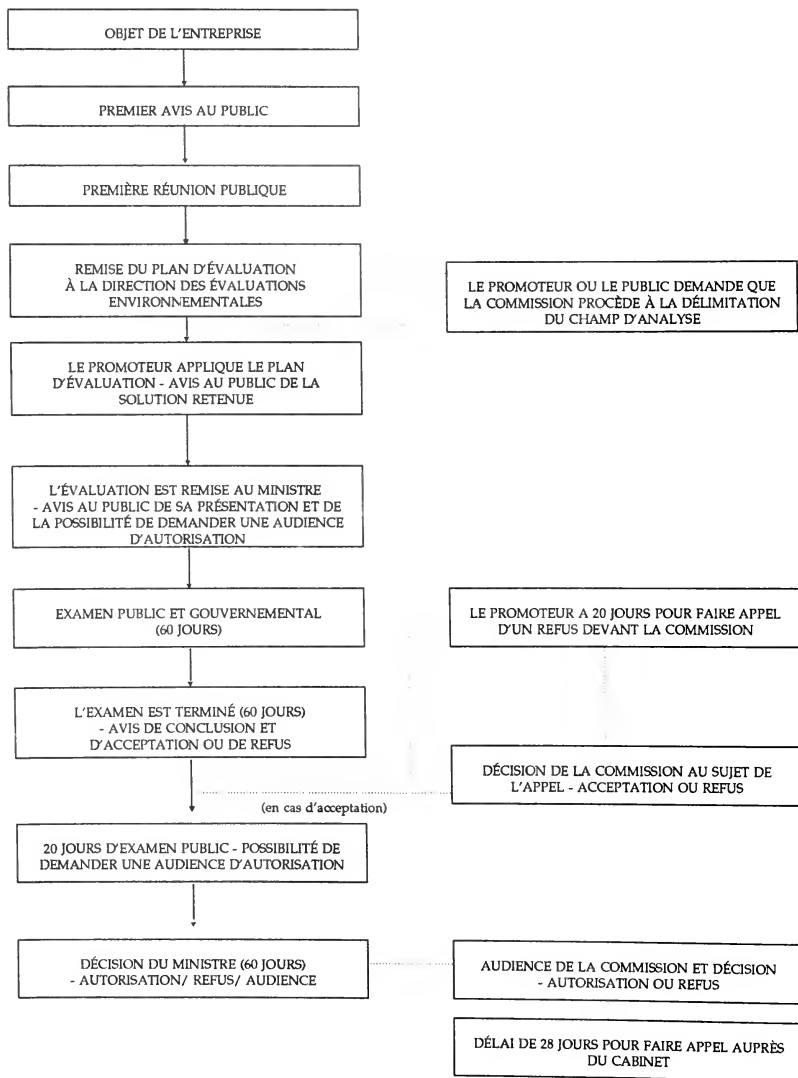 OBJET DE L'ENTREPRISE
PREMIER AVIS AU PUBLIC
PREMIÈRE RÉUNION PUBLIQUE
REMISE DU PLAN D'ÉVALUATION
À LA DIRECTION DES ÉVALUATIONS
ENVIRONNEMENTALES
LE PROMOTEUR OU LE PUBLIC DEMANDE QUE
LA COMMISSION PROCÈDE À LA DÉLIMITATION
DU CHAMP D'ANALYSE
LE PROMOTEUR APPLIQUE LE PLAN
D'ÉVALUATION - AVIS AU PUBLIC DE LA
SOLUTION RETENUE
L'ÉVALUATION EST REMISE AU MINISTRE
- AVIS AU PUBLIC DE SA PRÉSENTATION ET DE
LA POSSIBILITÉ DE DEMANDER UNE AUDIENCE
D'AUTORISATION
EXAMEN PUBLIC ET GOUVERNEMENTAL
(60 JOURS)
LE PROMOTEUR A 20 JOURS POUR FAIRE APPEL
D'UN REFUS DEVANT LA COMMISSION
L'EXAMEN EST TERMINÉ (60 JOURS)
- AVIS DE CONCLUSION ET
D'ACCEPTATION OU DE REFUS
DÉCISION DE LA COMMISSION AU SUJET DE
L'APPEL - ACCEPTATION OU REFUS
(en cas d'acceptation)
20 JOURS D'EXAMEN PUBLIC - POSSIBILITÉ DE
DEMANDER UNE AUDIENCE D'AUTORISATION
DÉCISION DU MINISTRE (60 JOURS)
- AUTORISATION/ REFUS/ AUDIENCE
AUDIENCE DE LA COMMISSION ET DÉCISION
- AUTORISATION OU REFUS
DÉLAI DE 28 JOURS POUR FAIRE APPEL AUPRÈS
DU CABINET